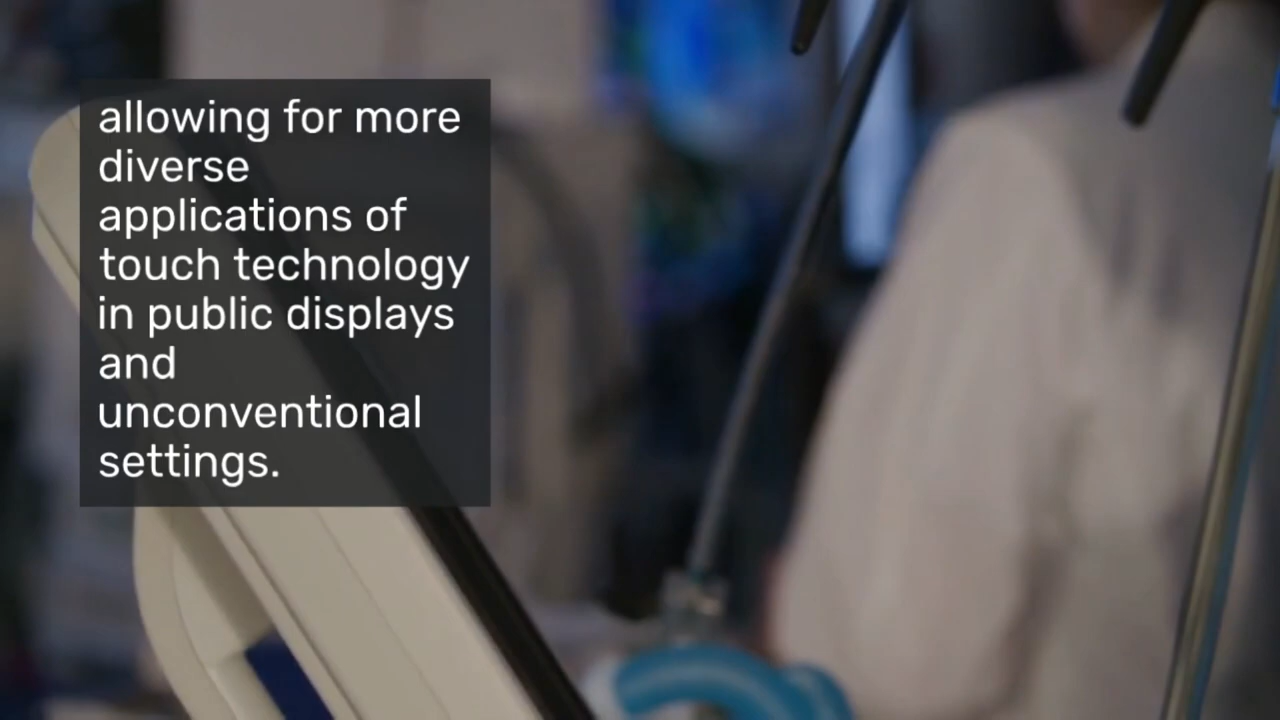 allowing for more
diverse
applications of
touch technology
in public displays
and
unconventional
settings.